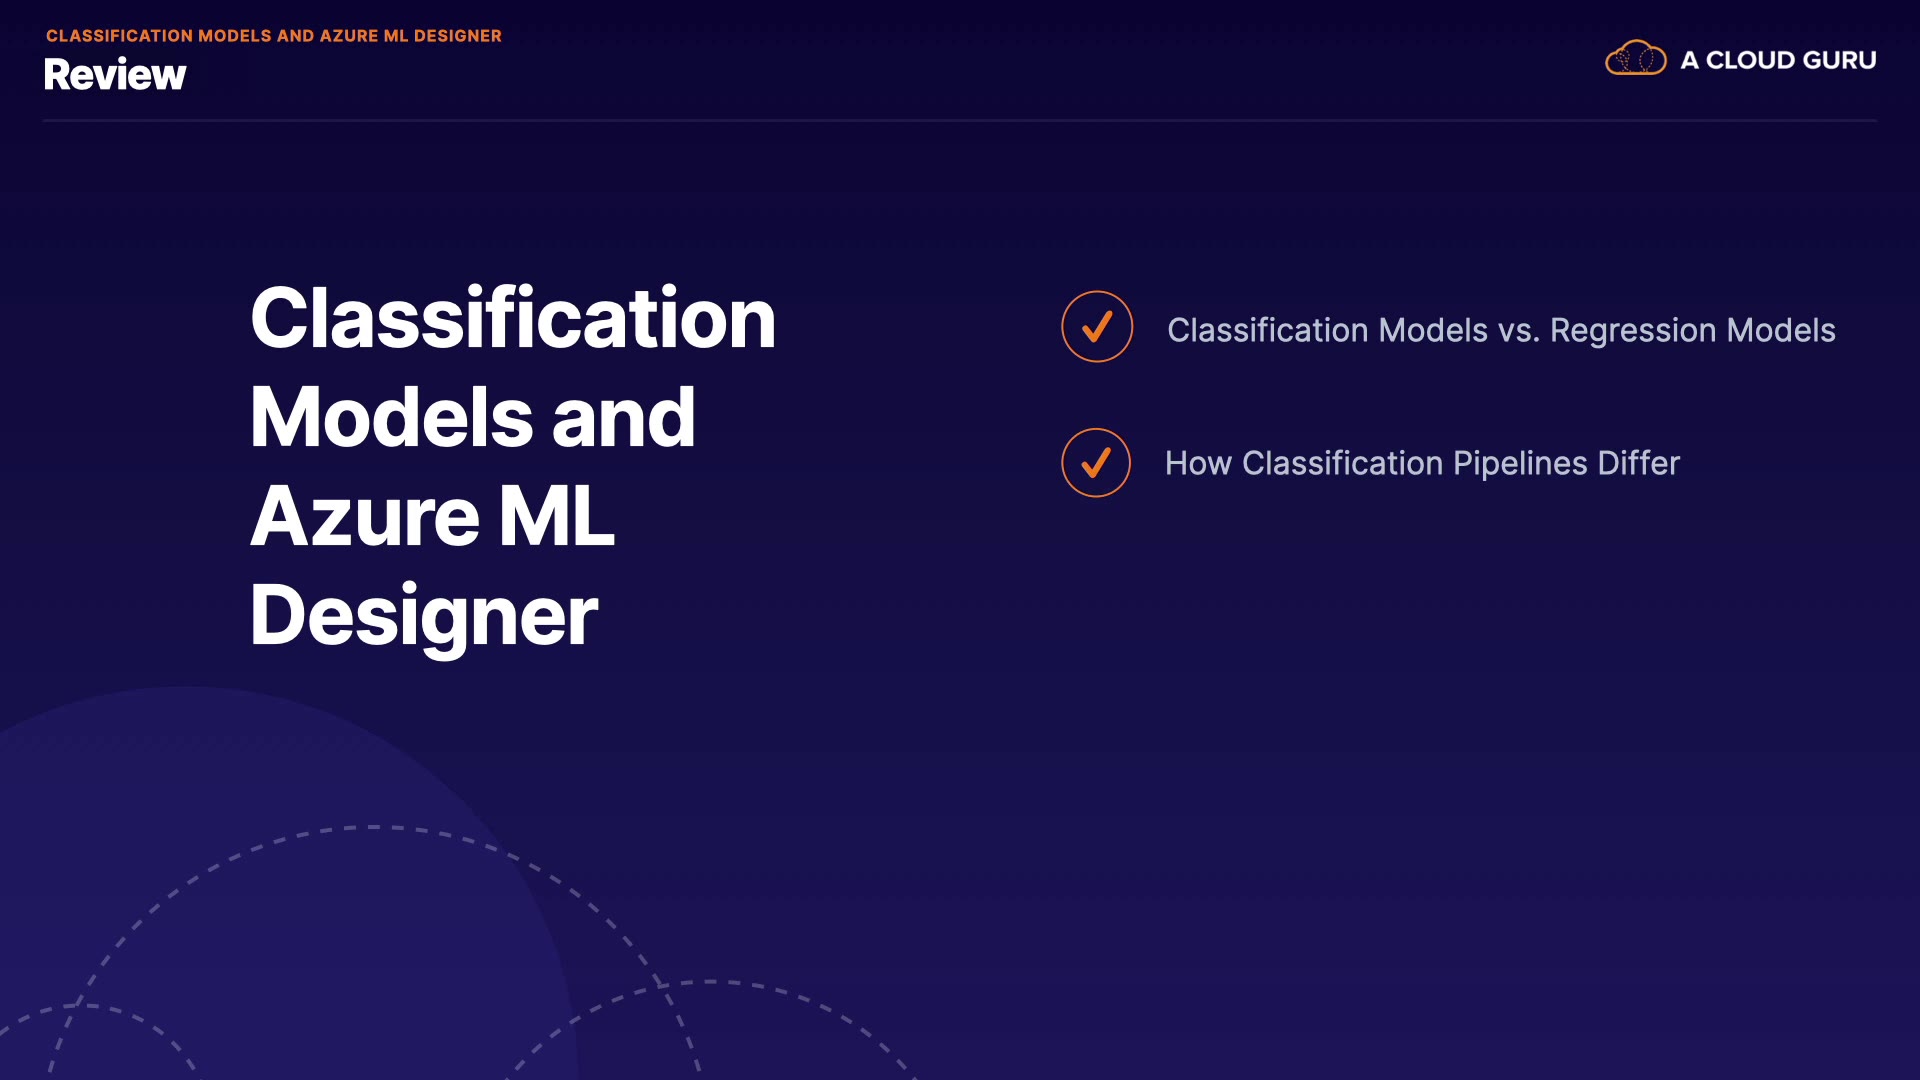 CLASSIFICATION MODELS AND AZURE ML DESIGNER
Review
A CLOUD GURU
Classification
Models and
Azure ML
Designer
Classification Models vs. Regression Models
How Classification Pipelines Differ